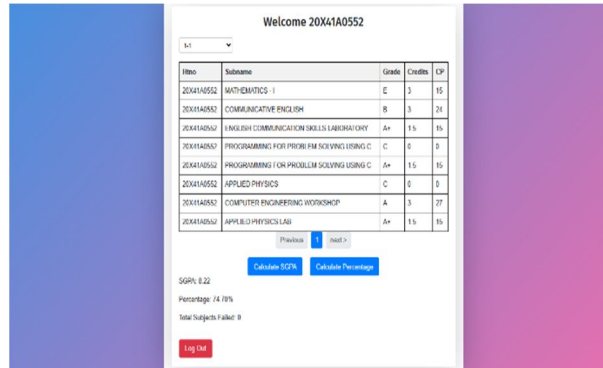 Welcome 20X41A0552
1-1
Htno Subname Grade Credits CP
20X41A0552 MATHEMATICS - I E 3 15
20X41A0552 COMMUNICATIVE ENGLISH B 3 24
20X41A0552 ENGLISH COMMUNICATION SKILLS LABORATORY A+ 1.5 15
20X41A0552 PROGRAMMING FOR PROBLEM SOLVING USING C C 0 0
20X41A0552 PROGRAMMING FOR PROBLEM SOLVING USING C A+ 1.5 15
20X41A0552 APPLIED PHYSICS C 0 0
20X41A0552 COMPUTER ENGINEERING WORKSHOP A 3 27
20X41A0552 APPLIED PHYSICS LAB A+ 1.5 15
Previous 1 next >
Calculate SGPA Calculate Percentage
SGPA: 8.22
Percentage: 74.70%
Total Subjects Failed: 0
Log Out